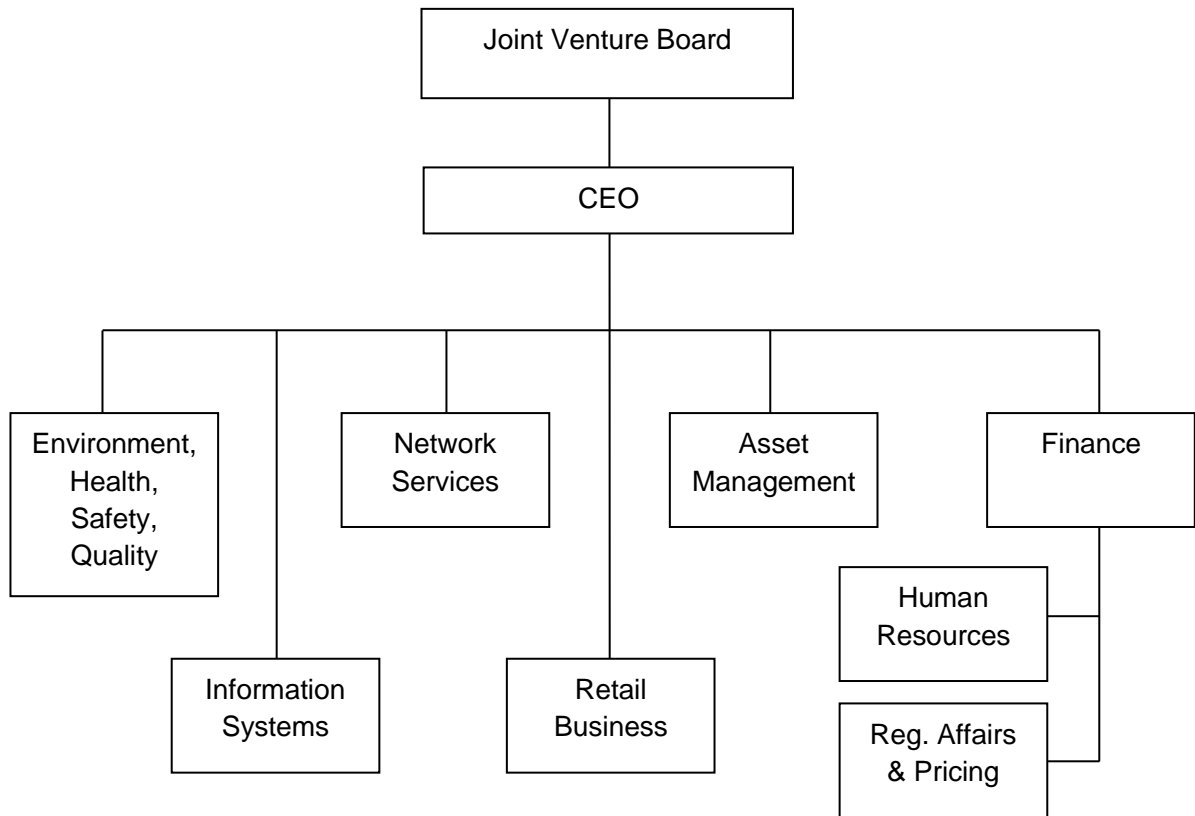 Joint Venture Board
CEO
Environment,
Health,
Safety,
Quality
Network
Services
Asset
Management
Finance
Human
Resources
Information
Systems
Retail
Business
Reg. Affairs
& Pricing